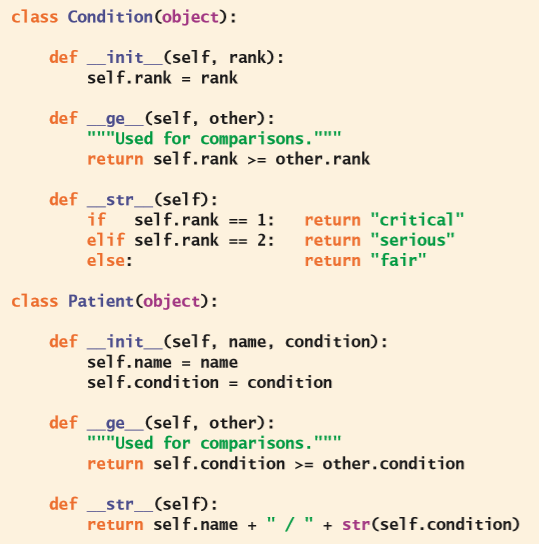 class Condition(object):
    def __init__(self, rank):
        self.rank = rank
    def __ge__(self, other):
        """Used for comparisons."""
        return self.rank >= other.rank
    def __str__(self):
        if   self.rank == 1:   return "critical"
        elif self.rank == 2:   return "serious"
        else:                  return "fair"
class Patient(object):
    def __init__(self, name, condition):
        self.name = name
        self.condition = condition
    def __ge__(self, other):
        """Used for comparisons."""
        return self.condition >= other.condition
    def __str__(self):
        return self.name + " / " + str(self.condition)